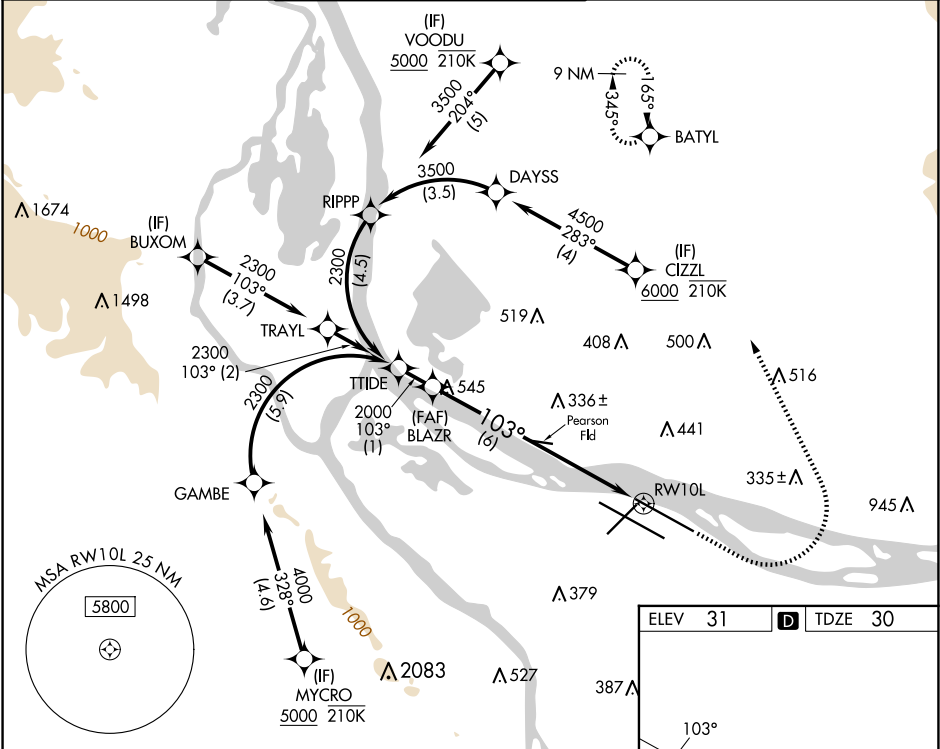 (IF)
VOODU
5000 210K
3500
204°
(5)
9 NM
345°
165°
BATYL
DAYSS
3500
(3.5)
RIPPP
4500
283°
(4)
(IF)
CIZZL
6000 210K
1674
1000
(IF)
BUXOM
2300
103°
(3.7)
2300
(4.5)
1498
TRAYL
519
408
500
2300
103° (2)
TTIDE
545
516
2300
(5.9)
2000
103°
(1)
(FAF)
BLAZR
103°
(6)
336±
Pearson
Fld
441
GAMBE
RW10L
335±
945
MSA RW10L 25 NM
5800
4000
328°
(4.6)
1000
379
(IF)
MYCRO
5000 210K
2083
527
387
ELEV 31
D
TDZE 30
103°